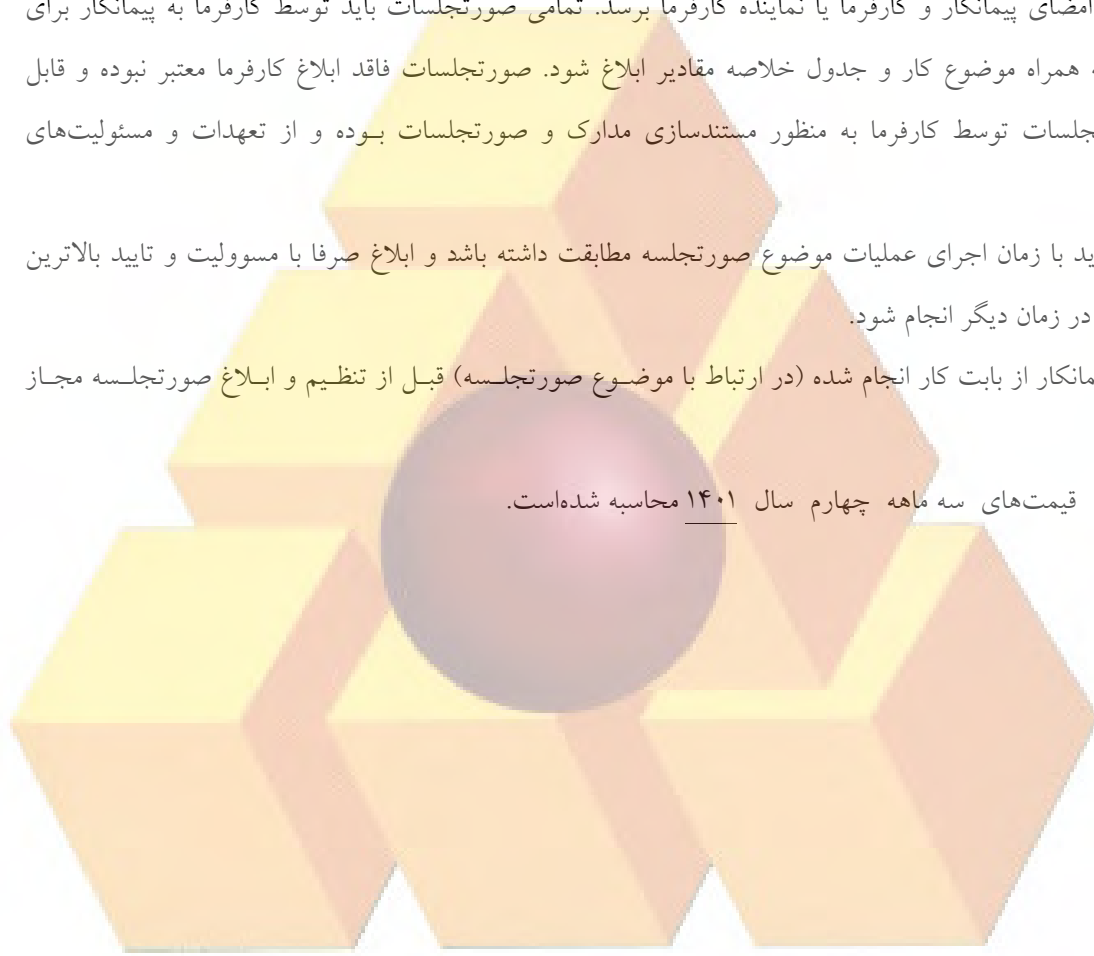 امضای پیمانکار و کارفرما یا نماینده کارفرما برسد. تمامی صورتجلسات باید توسط کارفرما به پیمانکار برای
همراه موضوع کار و جدول خلاصه مقادیر ابلاغ شود. صورتجلسات فاقد ابلاغ کارفرما معتبر نبوده و قابل
جلسات توسط کارفرما به منظور مستندسازی مدارک و صورتجلسات بوده و از تعهدات و مسئولیت‌های
ید با زمان اجرای عملیات موضوع صورتجلسه مطابقت داشته باشد و ابلاغ صرفا با مسوولیت و تایید بالاترین
در زمان دیگر انجام شود.
مانکار از بابت کار انجام شده (در ارتباط با موضوع صورتجلسه) قبل از تنظیم و ابلاغ صورتجلسه مجاز
قیمت‌های سه ماهه چهارم سال ۱۴۰۱ محاسبه شده‌است.